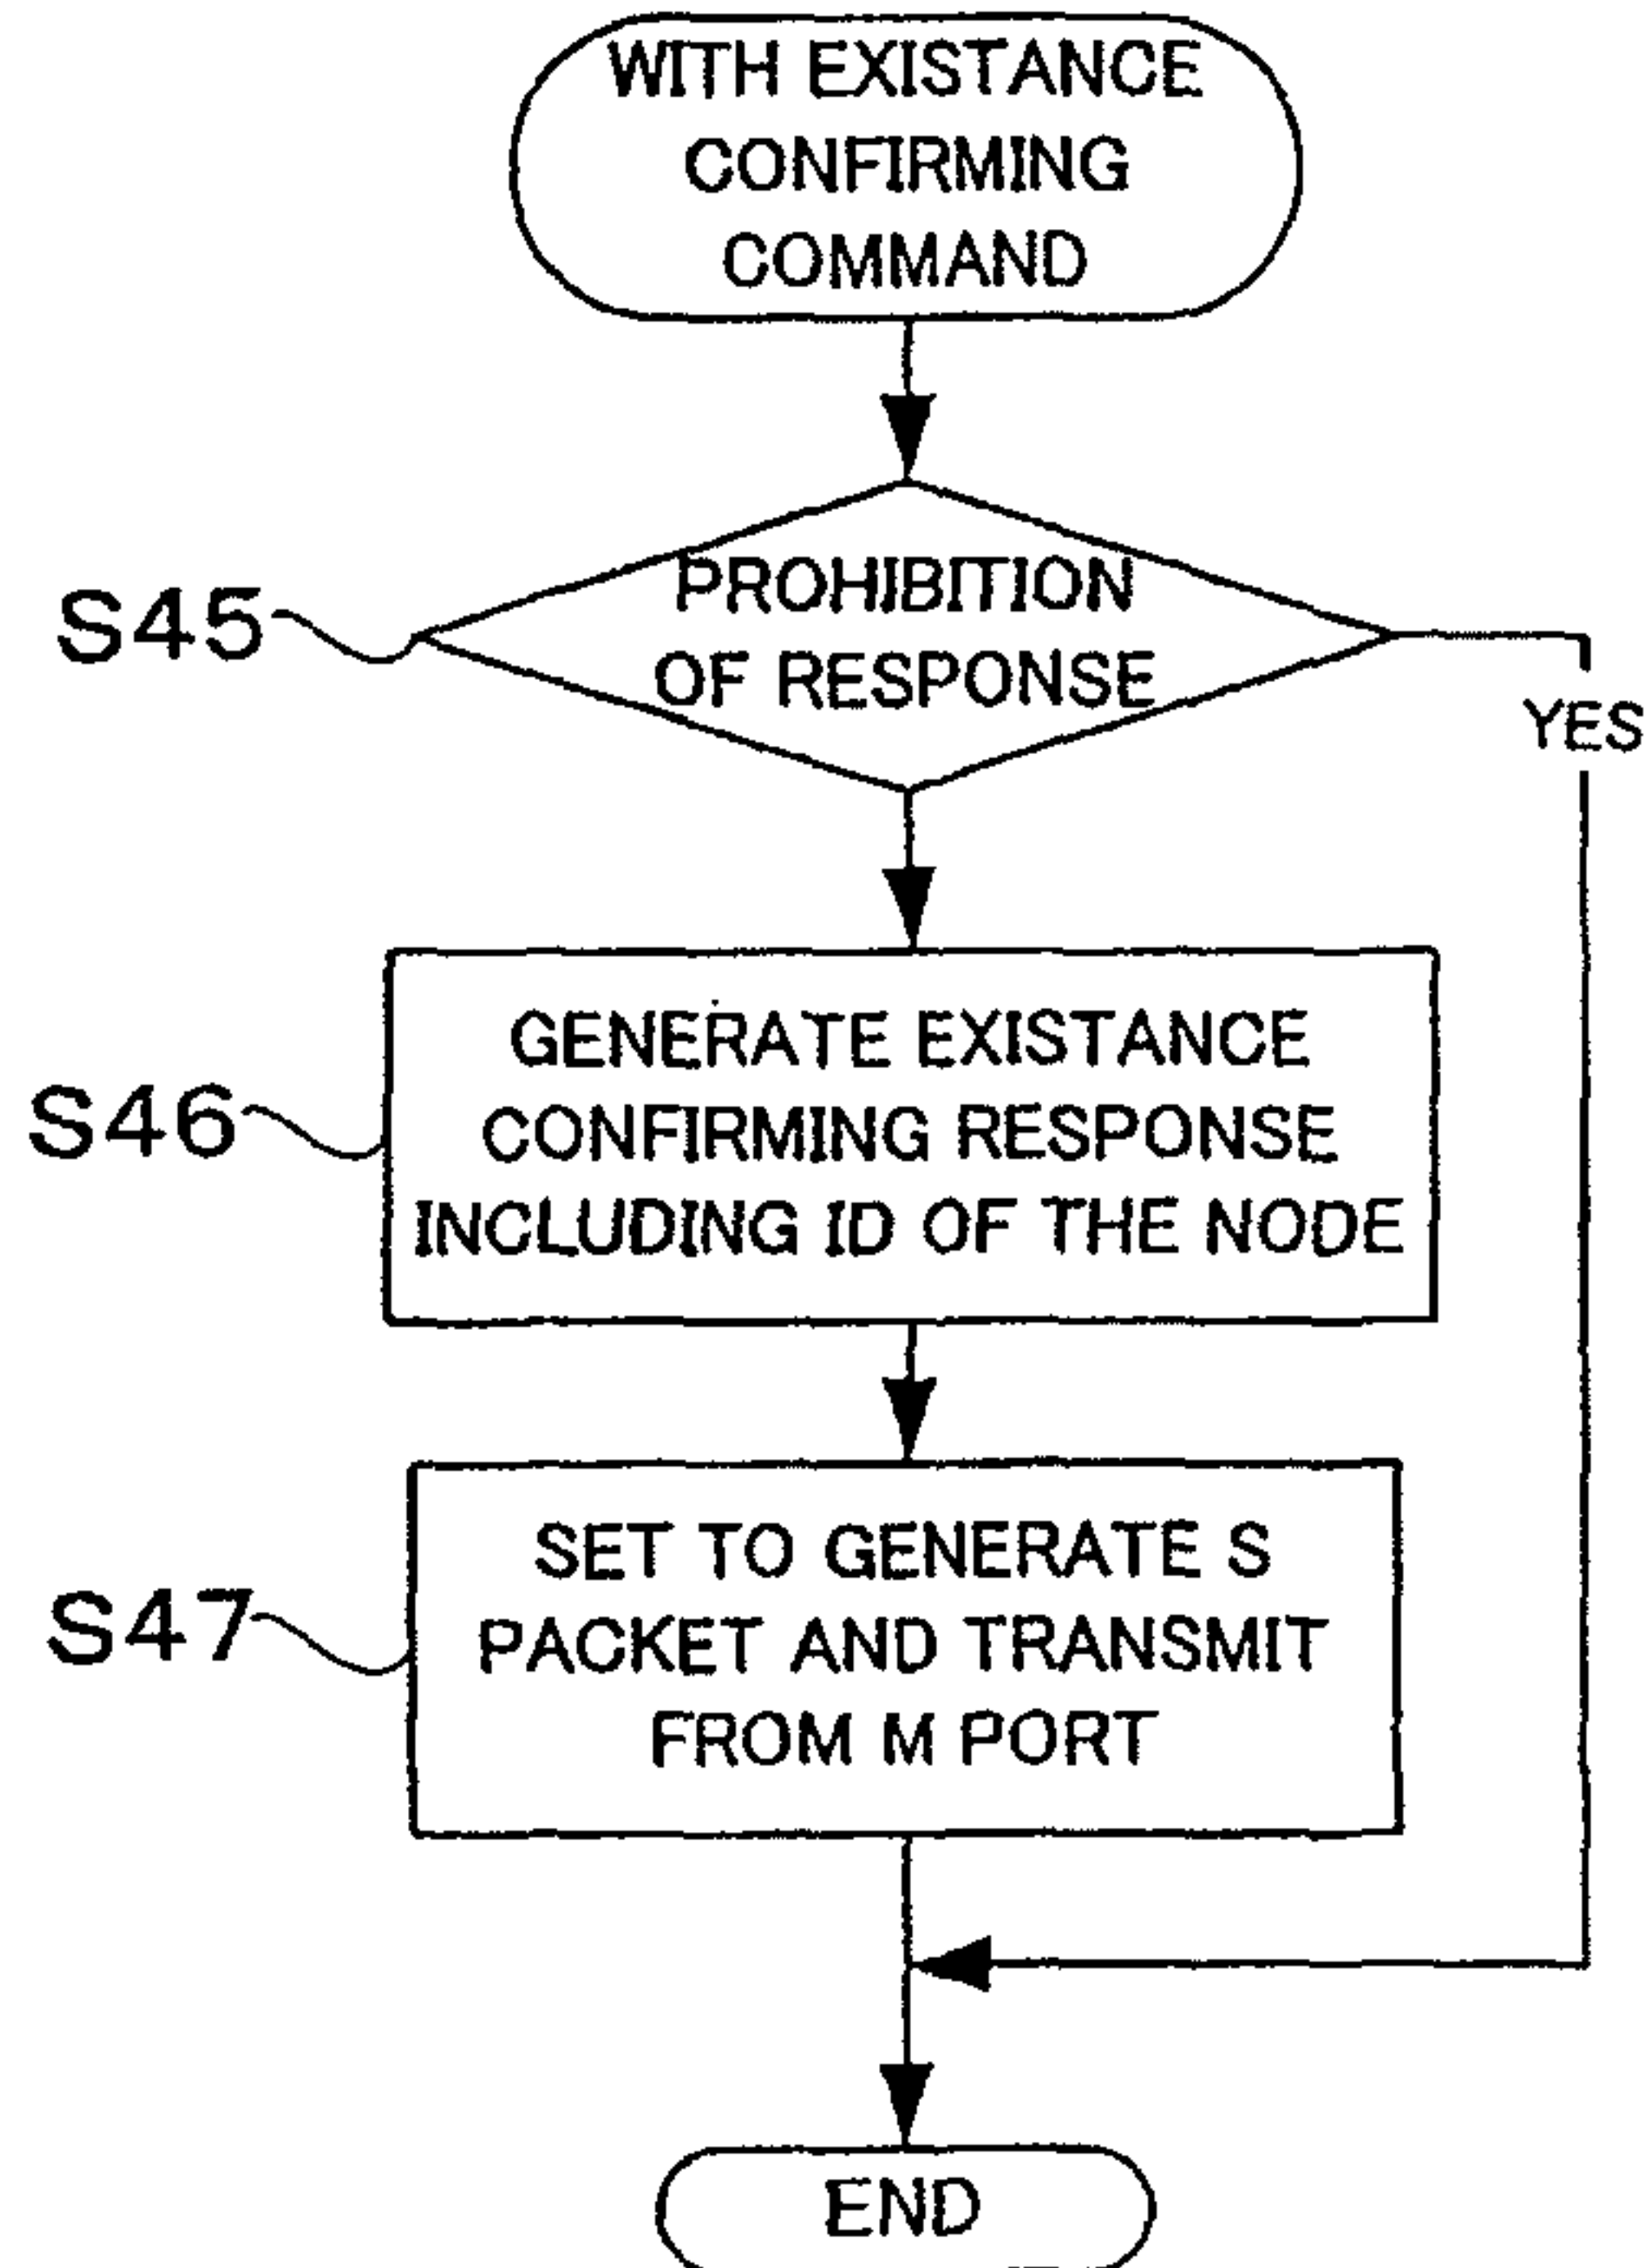 WITH EXISTANCE
CONFIRMING
COMMAND
S45
PROHIBITION
OF RESPONSE
YES
S46
GENERATE EXISTANCE
CONFIRMING RESPONSE
INCLUDING ID OF THE NODE
S47
SET TO GENERATE S
PACKET AND TRANSMIT
FROM M PORT
END